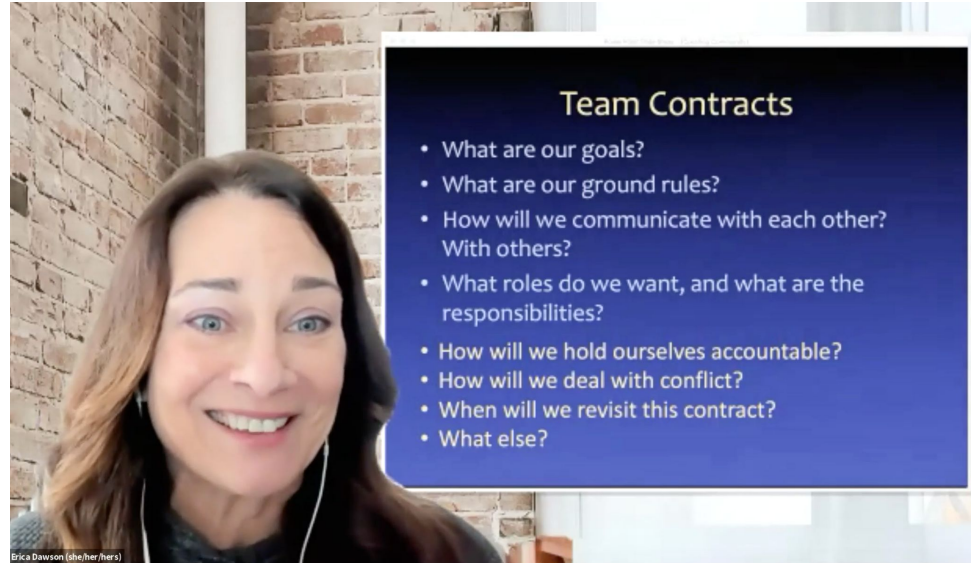 Team Contracts
• What are our goals?
• What are our ground rules?
• How will we communicate with each other?
With others?
• What roles do we want, and what are the
responsibilities?
• How will we hold ourselves accountable?
• How will we deal with conflict?
• When will we revisit this contract?
• What else?
Erica Dawson (she/her/hers)